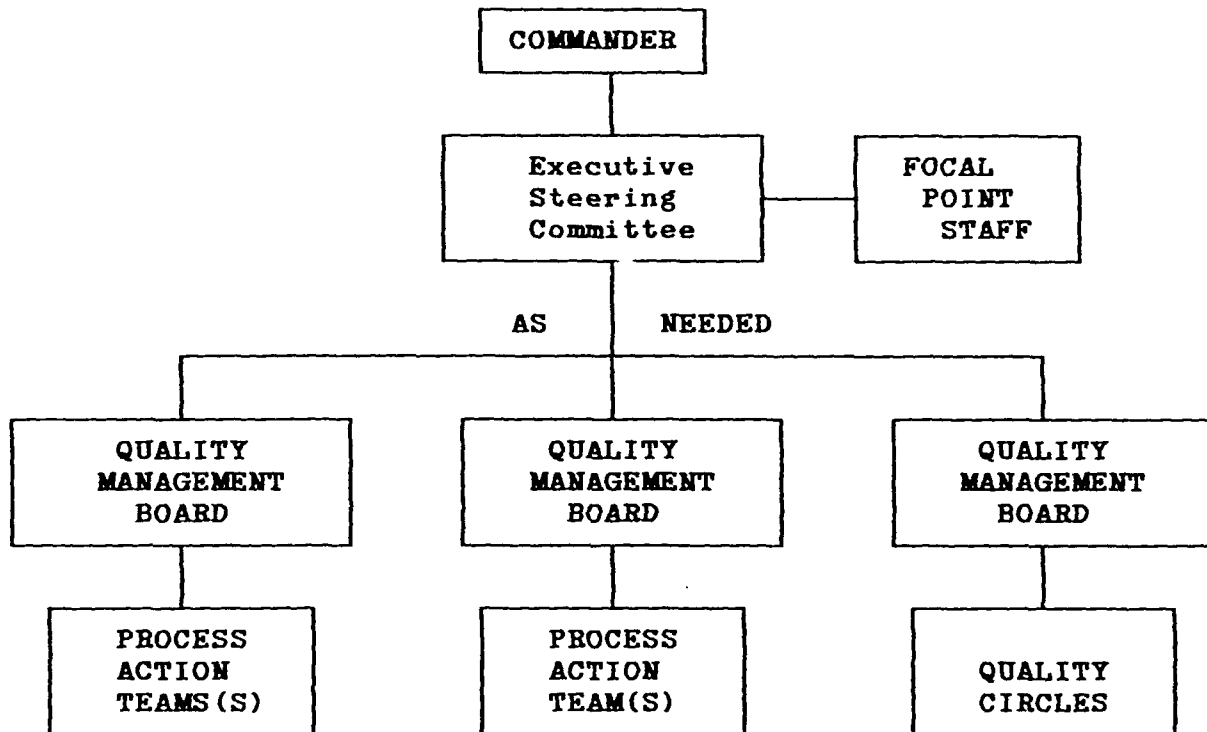 COMMANDER
Executive
Steering
Committee
FOCAL
POINT
STAFF
AS NEEDED
QUALITY
MANAGEMENT
BOARD
QUALITY
MANAGEMENT
BOARD
QUALITY
MANAGEMENT
BOARD
PROCESS
ACTION
TEAMS(S)
PROCESS
ACTION
TEAM(S)
QUALITY
CIRCLES